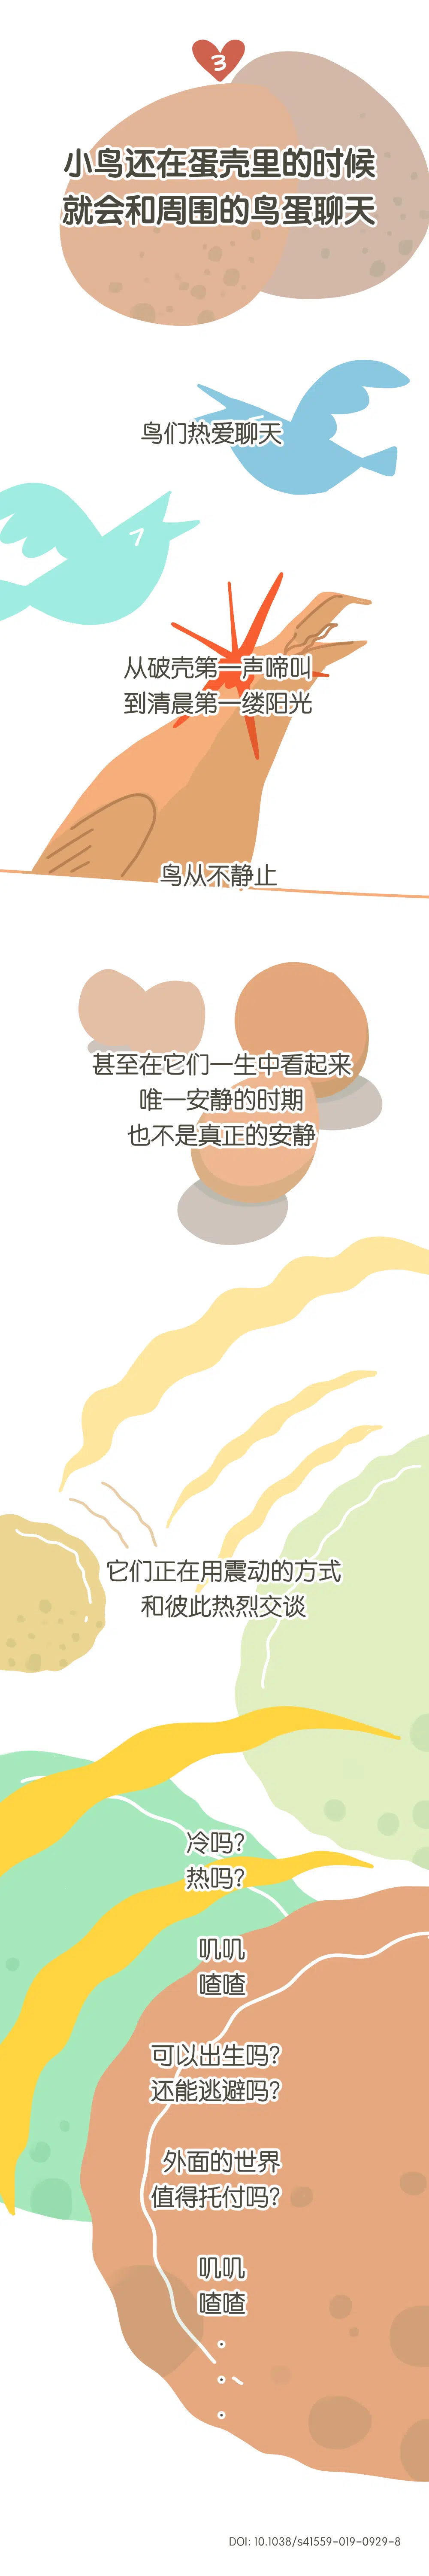 3
小鸟还在蛋壳里的时候
就会和周围的鸟蛋聊天
鸟们热爱聊天
从破壳第一声啼叫
到清晨第一缕阳光
鸟从不静止
甚至在它们一生中看起来
唯一安静的时期
也不是真正的安静
它们正在用震动的方式
和彼此热烈交谈
冷吗?
热吗?
叽叽
喳喳
可以出生吗?
还能逃避吗?
外面的世界
值得托付吗?
叽叽
喳喳
·
·
·
DOI: 10.1038/s41559-019-0929-8